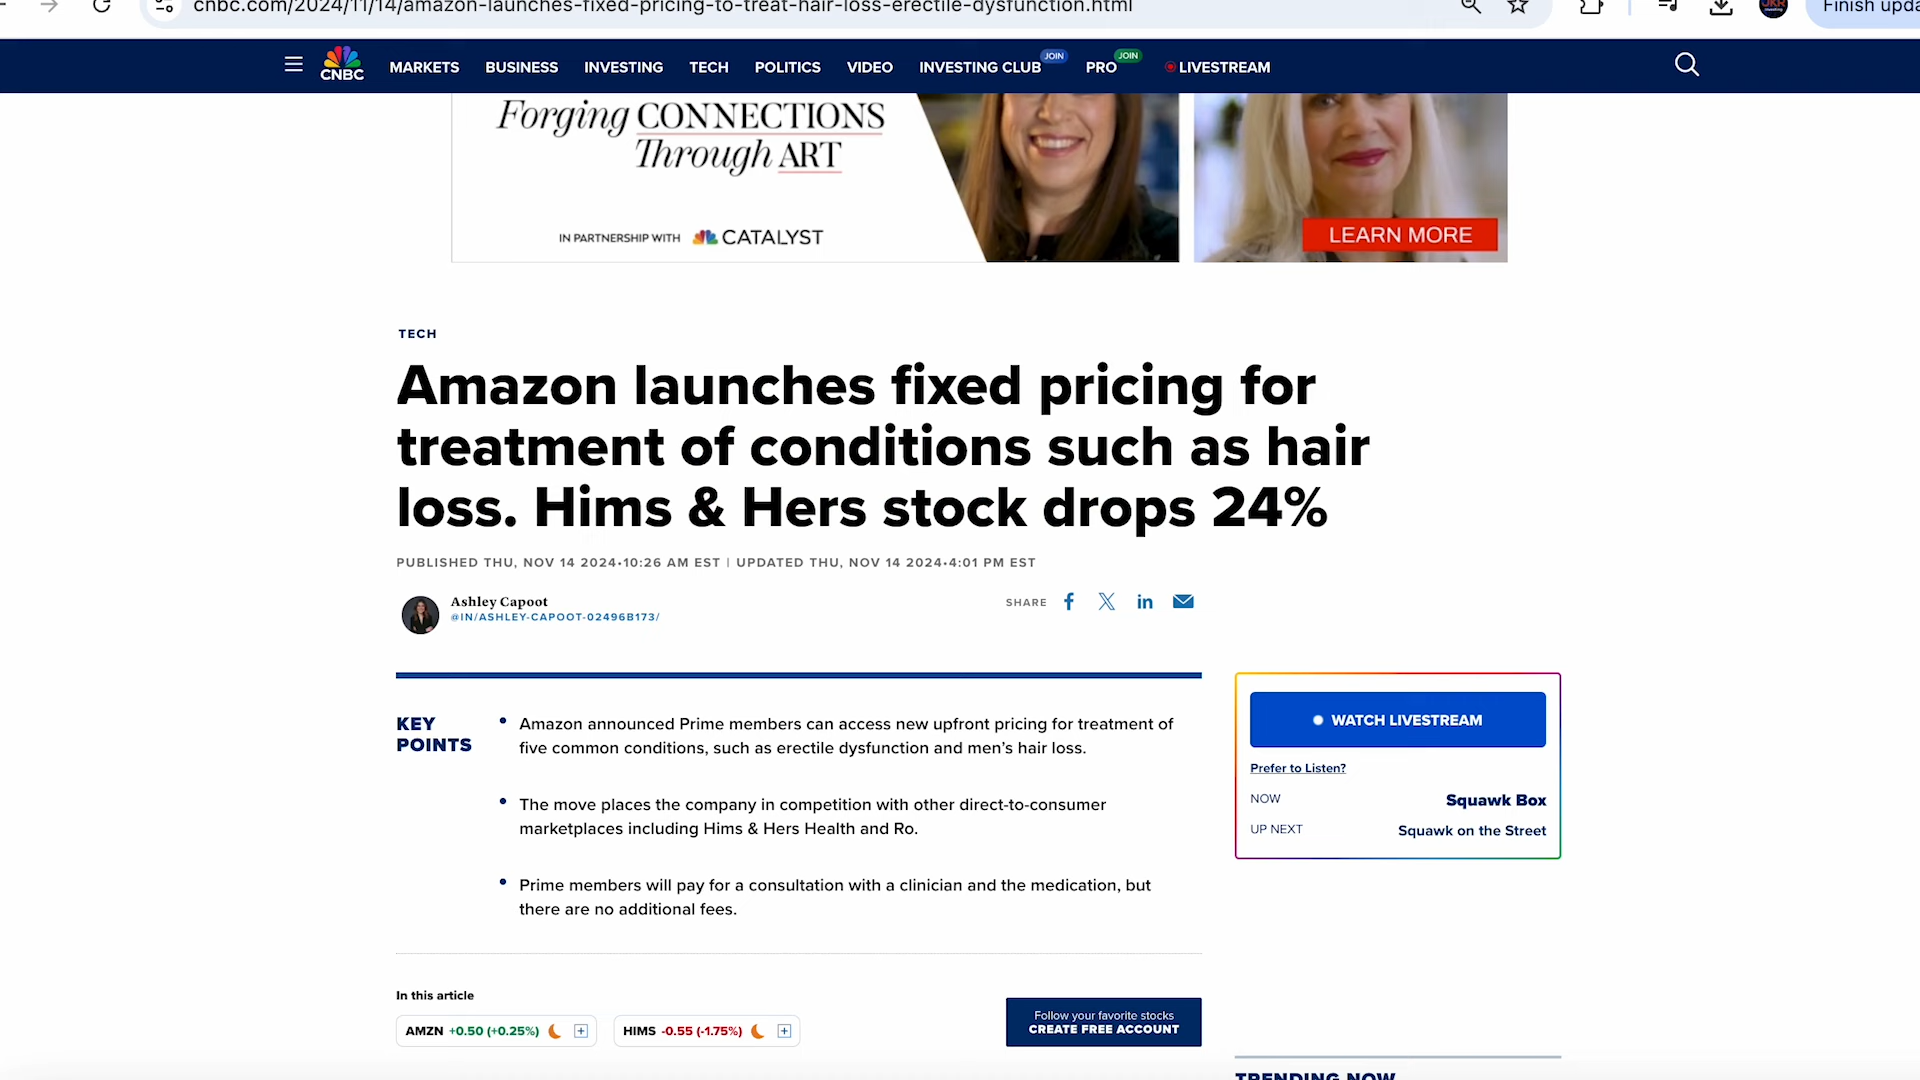 cnbc.com/2024/11/14/amazon-launches-fixed-pricing-to-treat-hair-loss-erectile-dysfunction.html
Finish upda
CNBC
MARKETS
BUSINESS
INVESTING
TECH
POLITICS
VIDEO
INVESTING CLUB
JOIN
PRO
JOIN
LIVESTREAM
Forging CONNECTIONS
Through ART
IN PARTNERSHIP WITH CATALYST
LEARN MORE
TECH
Amazon launches fixed pricing for
treatment of conditions such as hair
loss. Hims & Hers stock drops 24%
PUBLISHED THU, NOV 14 2024•10:26 AM EST | UPDATED THU, NOV 14 2024•4:01 PM EST
Ashley Capoot
@IN/ASHLEY-CAPOOT-02496B173/
SHARE
KEY
POINTS
• Amazon announced Prime members can access new upfront pricing for treatment of
five common conditions, such as erectile dysfunction and men's hair loss.
• The move places the company in competition with other direct-to-consumer
marketplaces including Hims & Hers Health and Ro.
• Prime members will pay for a consultation with a clinician and the medication, but
there are no additional fees.
WATCH LIVESTREAM
Prefer to Listen?
NOW Squawk Box
UP NEXT Squawk on the Street
In this article
AMZN +0.50 (+0.25%)
HIMS -0.55 (-1.75%)
Follow your favorite stocks
CREATE FREE ACCOUNT
TRENDING NOW